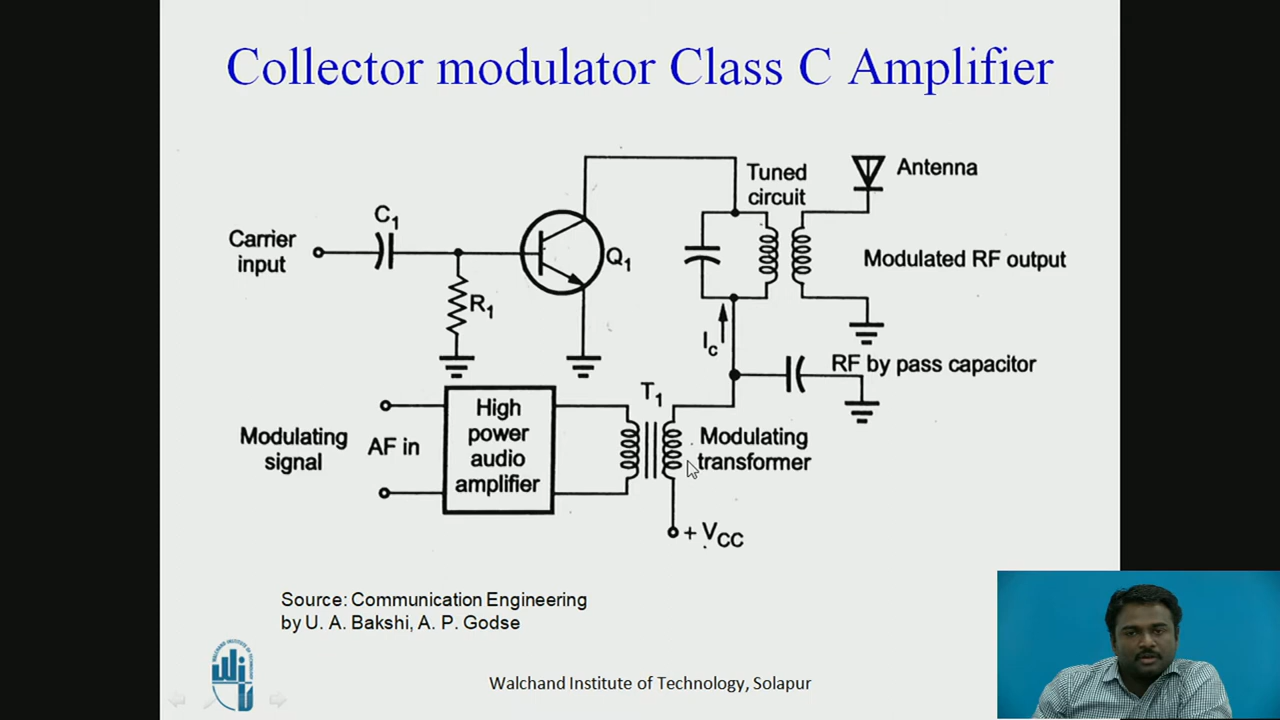 Collector modulator Class C Amplifier
Tuned
circuit
Antenna
C1
Carrier
input
Q1
Modulated RF output
R1
Ic
RF by pass capacitor
T1
Modulating
signal
AF in
High
power
audio
amplifier
Modulating
transformer
+ VCC
Source: Communication Engineering
by U. A. Bakshi, A. P. Godse
Walchand Institute of Technology, Solapur